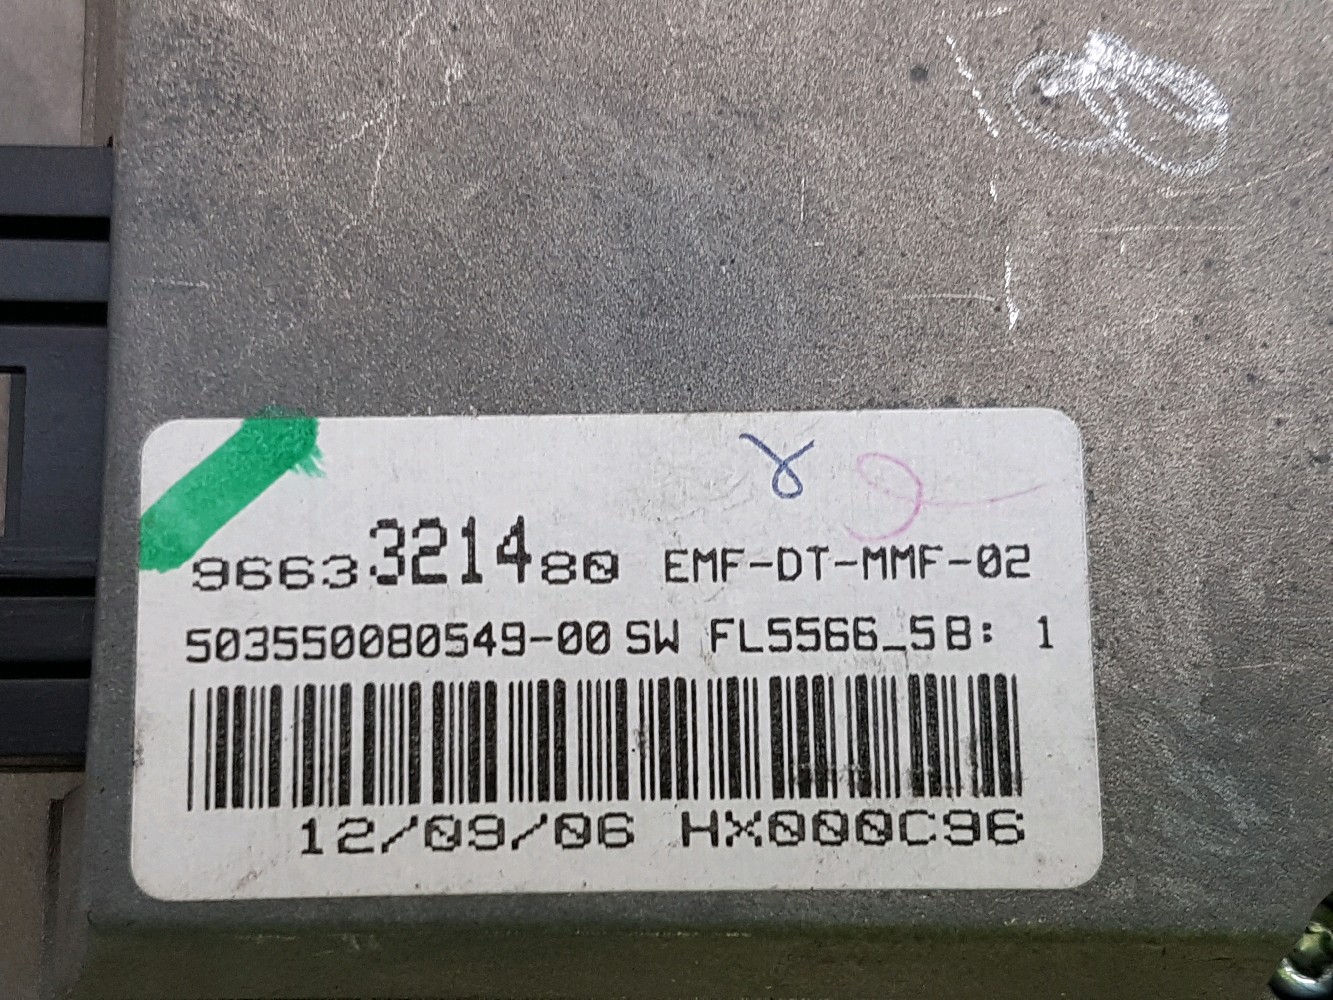 9663321480 EMF-DT-MMF-02
503550080549-00 SW FL5566_5B: 1
12/09/06 HX000C96